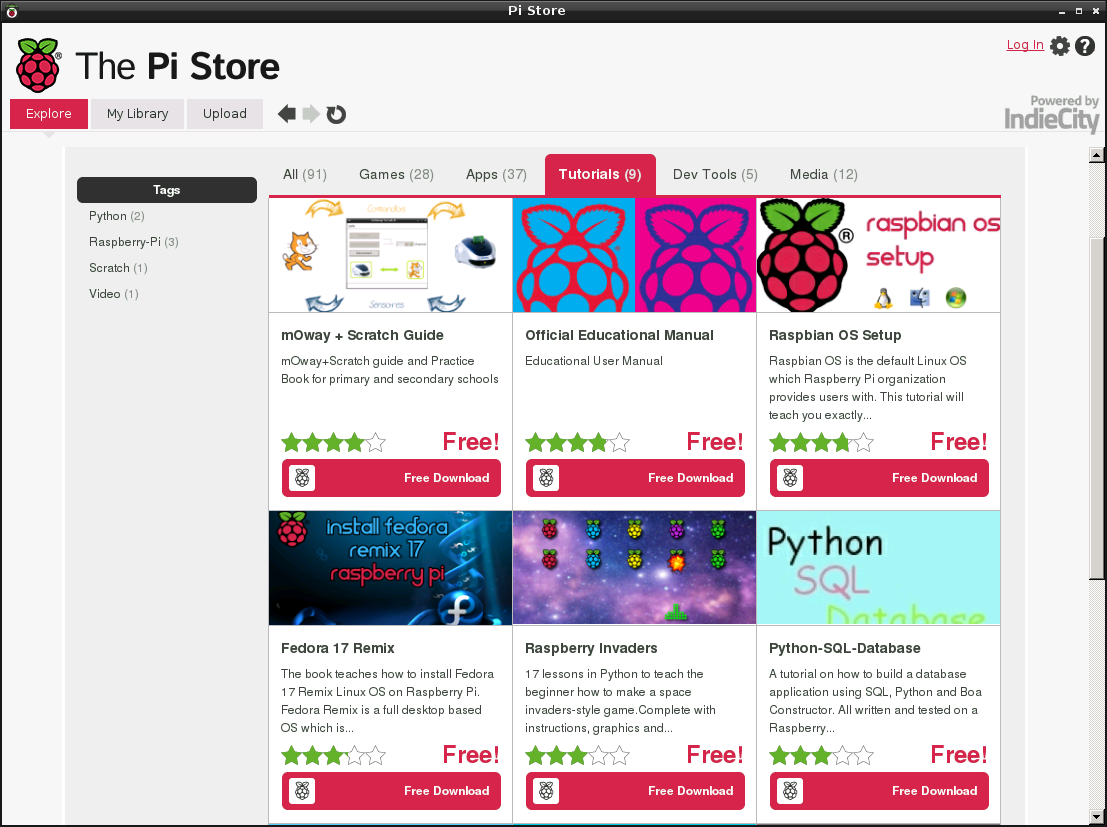 Pi Store
The Pi Store
®
Log In
Explore
My Library
Upload
Powered by
IndieCity
Tags
Python (2)
Raspberry-Pi (3)
Scratch (1)
Video (1)
All (91)
Games (28)
Apps (37)
Tutorials (9)
Dev Tools (5)
Media (12)
Comandos
Sensores
raspbian os
setup
®
mOway + Scratch Guide
mOway+Scratch guide and Practice
Book for primary and secondary schools
Free!
Free Download
Official Educational Manual
Educational User Manual
Free!
Free Download
Raspbian OS Setup
Raspbian OS is the default Linux OS
which Raspberry Pi organization
provides users with. This tutorial will
teach you exactly...
Free!
Free Download
install fedora
remix 17
raspberry pi
Python
SQL
Database
Fedora 17 Remix
The book teaches how to install Fedora
17 Remix Linux OS on Raspberry Pi.
Fedora Remix is a full desktop based
OS which is...
Free!
Free Download
Raspberry Invaders
17 lessons in Python to teach the
beginner how to make a space
invaders-style game.Complete with
instructions, graphics and...
Free!
Free Download
Python-SQL-Database
A tutorial on how to build a database
application using SQL, Python and Boa
Constructor. All written and tested on a
Raspberry...
Free!
Free Download